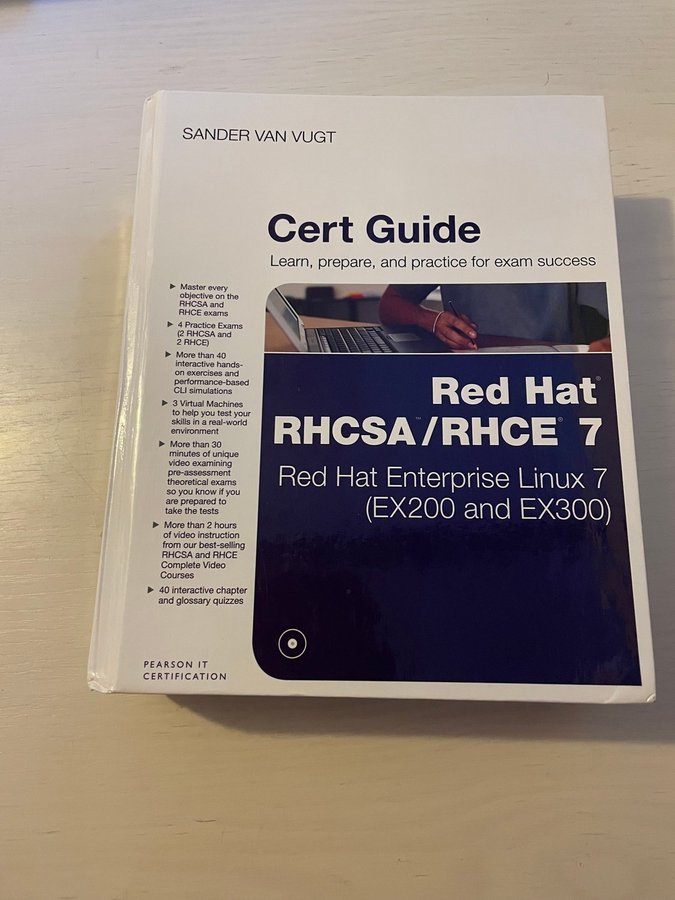 SANDER VAN VUGT
Cert Guide
Learn, prepare, and practice for exam success
▶ Master every
objective on the
RHCSA and
RHCE exams
▶ 4 Practice Exams
(2 RHCSA and
2 RHCE)
▶ More than 40
interactive hands-
on exercises and
performance-based
CLI simulations
▶ 3 Virtual Machines
to help you test your
skills in a real-world
environment
▶ More than 30
minutes of unique
video examining
pre-assessment
theoretical exams
so you know if you
are prepared to
take the tests
▶ More than 2 hours
of video instruction
from our best-selling
RHCSA and RHCE
Complete Video
Courses
▶ 40 interactive chapter
and glossary quizzes
Red Hat®
RHCSA™/RHCE® 7
Red Hat Enterprise Linux 7
(EX200 and EX300)
PEARSON IT
CERTIFICATION